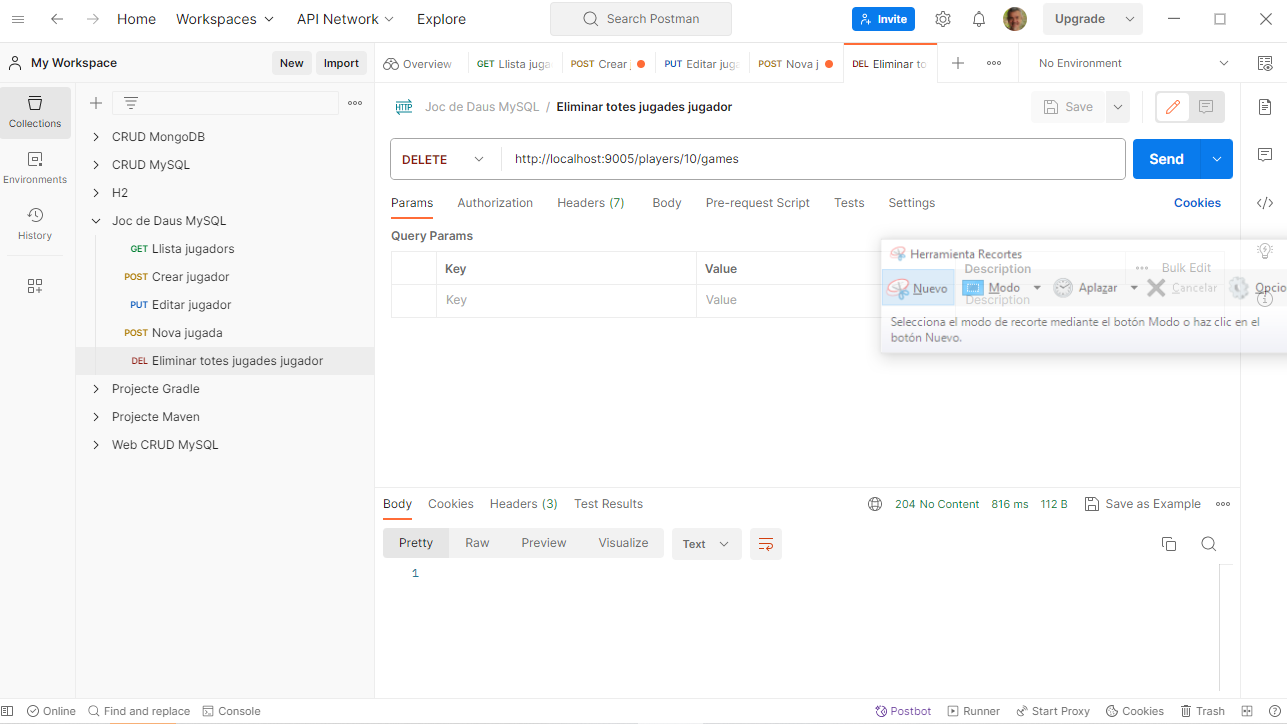 Home Workspaces API Network Explore Search Postman Invite Upgrade
My Workspace New Import Overview GET Llista juga POST Crear j PUT Editar juga POST Nova j DEL Eliminar to No Environment
Collections
Environments
History
CRUD MongoDB
CRUD MySQL
H2
Joc de Daus MySQL
GET Llista jugadors
POST Crear jugador
PUT Editar jugador
POST Nova jugada
DEL Eliminar totes jugades jugador
Projecte Gradle
Projecte Maven
Web CRUD MySQL
HTTP Joc de Daus MySQL / Eliminar totes jugades jugador Save
DELETE http://localhost:9005/players/10/games Send
Params Authorization Headers (7) Body Pre-request Script Tests Settings Cookies
Query Params
Key Value Description Bulk Edit
Key Value Description
Herramienta Recortes
Nuevo Modo Aplazar Cancelar Opcio
Selecciona el modo de recorte mediante el botón Modo o haz clic en el
botón Nuevo.
Body Cookies Headers (3) Test Results 204 No Content 816 ms 112 B Save as Example
Pretty Raw Preview Visualize Text
1
Online Find and replace Console Postbot Runner Start Proxy Cookies Trash